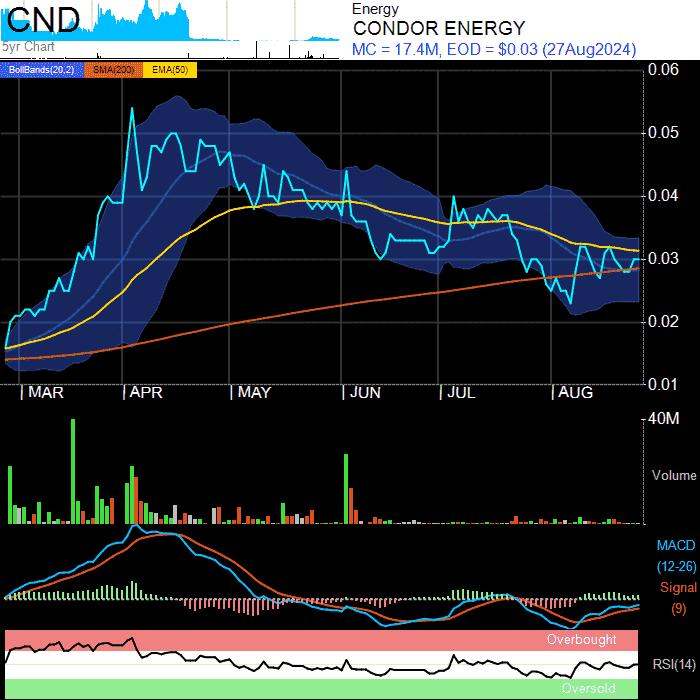 CND
5yr Chart
Energy
CONDOR ENERGY
MC = 17.4M, EOD = $0.03 (27Aug2024)
BollBands(20,2) SMA(200) EMA(50)
0.06
0.05
0.04
0.03
0.02
0.01
MAR APR MAY JUN JUL AUG
40M
Volume
MACD
(12-26)
Signal
(9)
Overbought
RSI(14)
Oversold